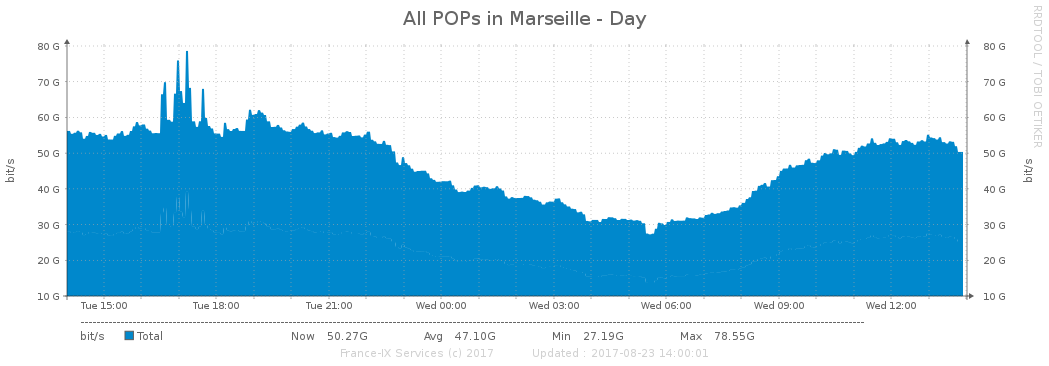 All POPs in Marseille - Day
RRDTOOL / TOBI OETIKER
bit/s
80 G 80 G
70 G 70 G
60 G 60 G
50 G 50 G
40 G 40 G
30 G 30 G
20 G 20 G
10 G 10 G
bit/s
Tue 15:00 Tue 18:00 Tue 21:00 Wed 00:00 Wed 03:00 Wed 06:00 Wed 09:00 Wed 12:00
bit/s Total Now 50.27G Avg 47.10G Min 27.19G Max 78.55G
France-IX Services (c) 2017 Updated : 2017-08-23 14:00:01